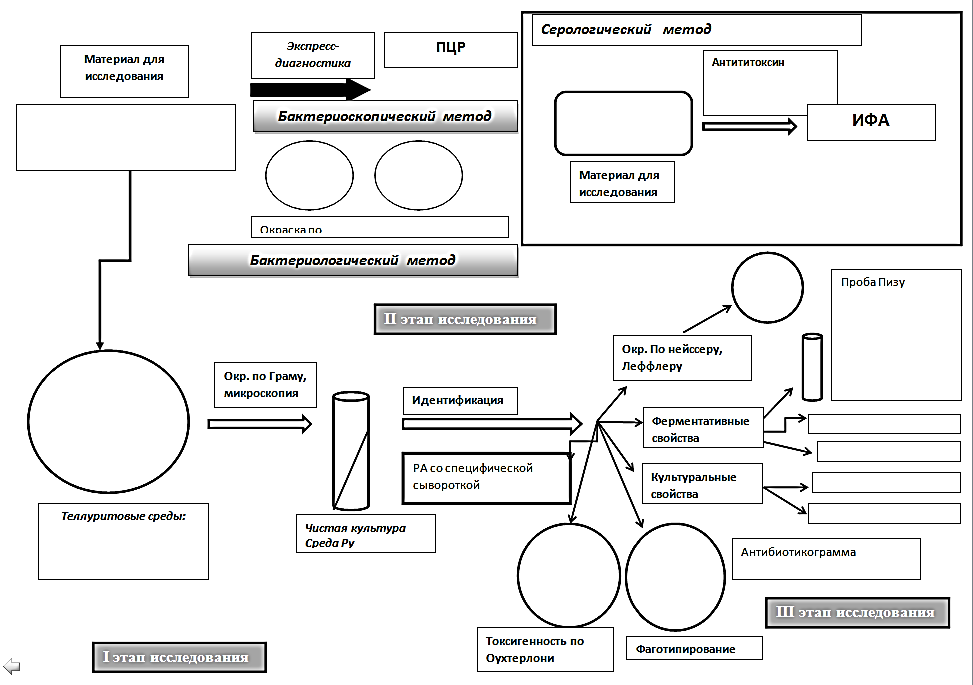 Материал для
исследования
Экспресс-
диагностика
ПЦР
Бактериоскопический метод
Окраска по
Бактериологический метод
Серологический метод
Антитоксин
ИФА
Материал для
исследования
II этап исследования
Проба Пизу
Окр. По нейссеру,
Леффлеру
Окр. по Граму,
микроскопия
Идентификация
Ферментативные
свойства
РА со специфической
сывороткой
Культуральные
свойства
Теллуритовые среды:
Чистая культура
Среда Ру
Антибиотикограмма
III этап исследования
Токсигенность по
Оухтерлони
Фаготипирование
I этап исследования